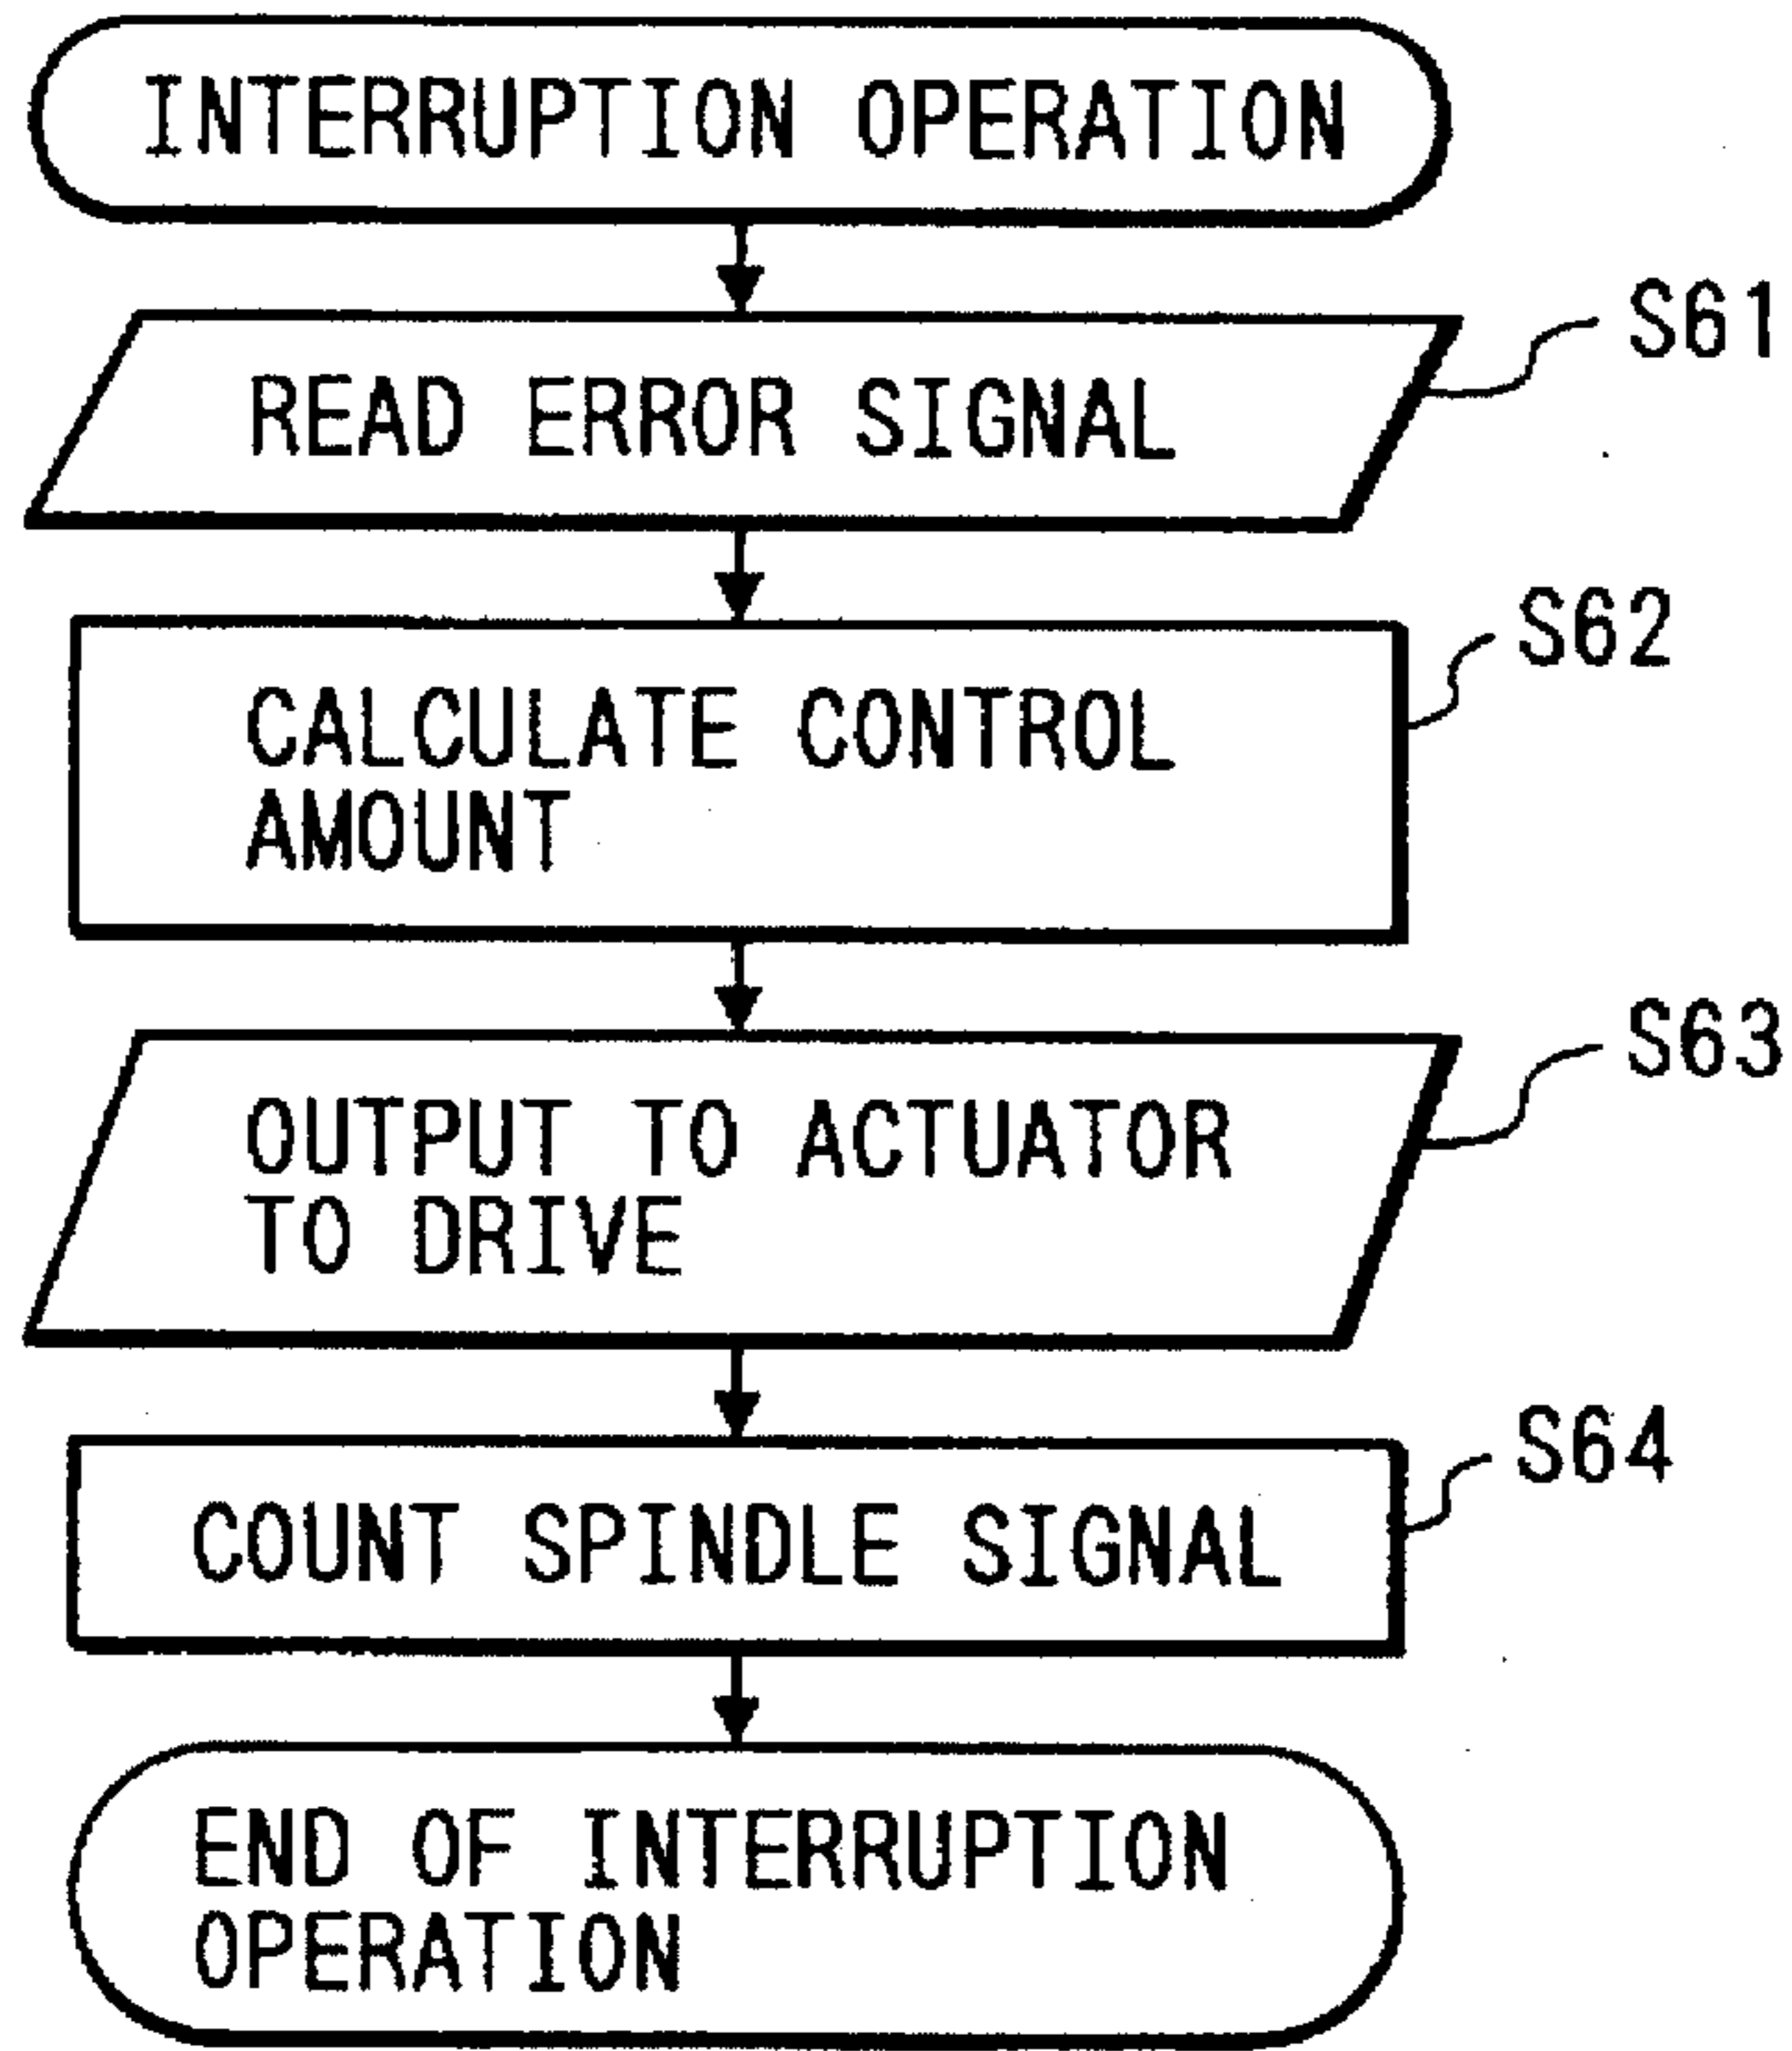 INTERRUPTION OPERATION
S61
READ ERROR SIGNAL
S62
CALCULATE CONTROL
AMOUNT
S63
OUTPUT TO ACTUATOR
TO DRIVE
S64
COUNT SPINDLE SIGNAL
END OF INTERRUPTION
OPERATION